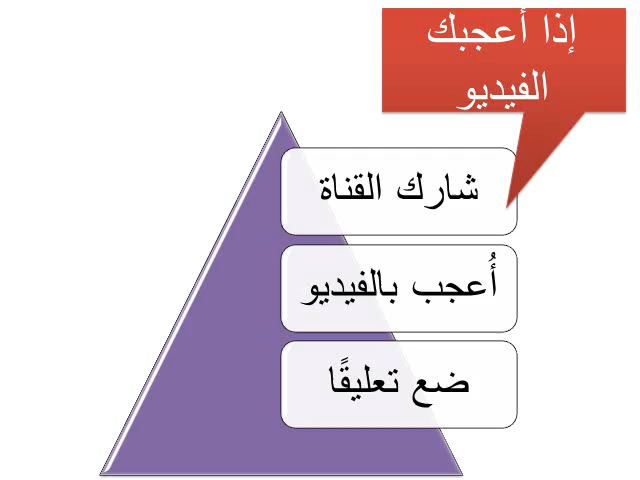 إذا أعجبك
الفيديو
شارك القناة
أُعجب بالفيديو
ضع تعليقًا